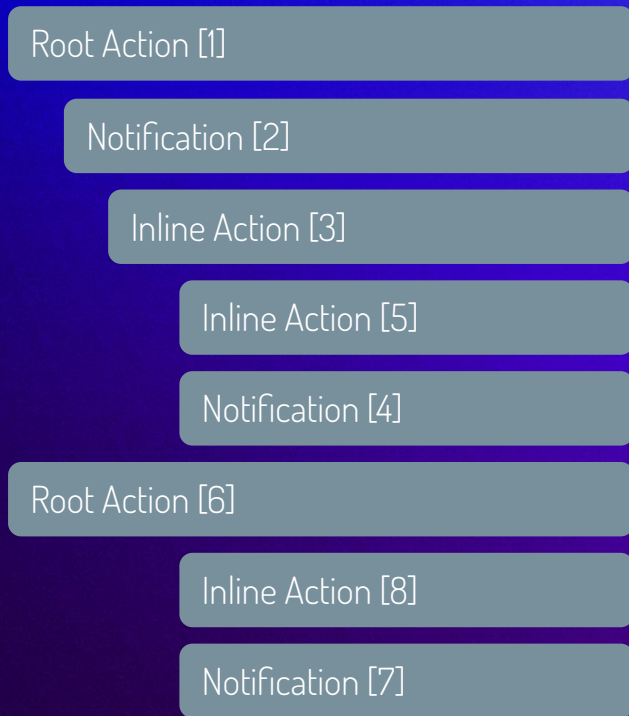 Root Action [1]
Notification [2]
Inline Action [3]
Inline Action [5]
Notification [4]
Root Action [6]
Inline Action [8]
Notification [7]